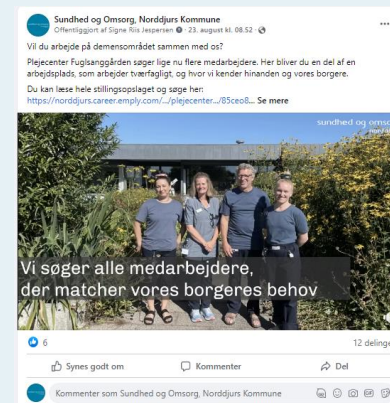 Sundhed og Omsorg, Norddjurs Kommune
Offentliggjort af Signe Riis Jespersen · 23. august kl. 08.52 ·
Vil du arbejde på demensområdet sammen med os?
Plejecenter Fuglsanggården søger lige nu flere medarbejdere. Her bliver du en del af en
arbejdsplads, som arbejder tværfagligt, og hvor vi kender hinanden og vores borgere.
Du kan læse hele stillingsopslaget og søge her:
https://norddjurs.career.emply.com/.../plejecenter.../85ceo8... Se mere
sundhed og omso
Vi søger alle medarbejdere,
der matcher vores borgeres behov
6
12 delinge
Synes godt om
Kommenter
Del
Kommenter som Sundhed og Omsorg, Norddjurs Kommune